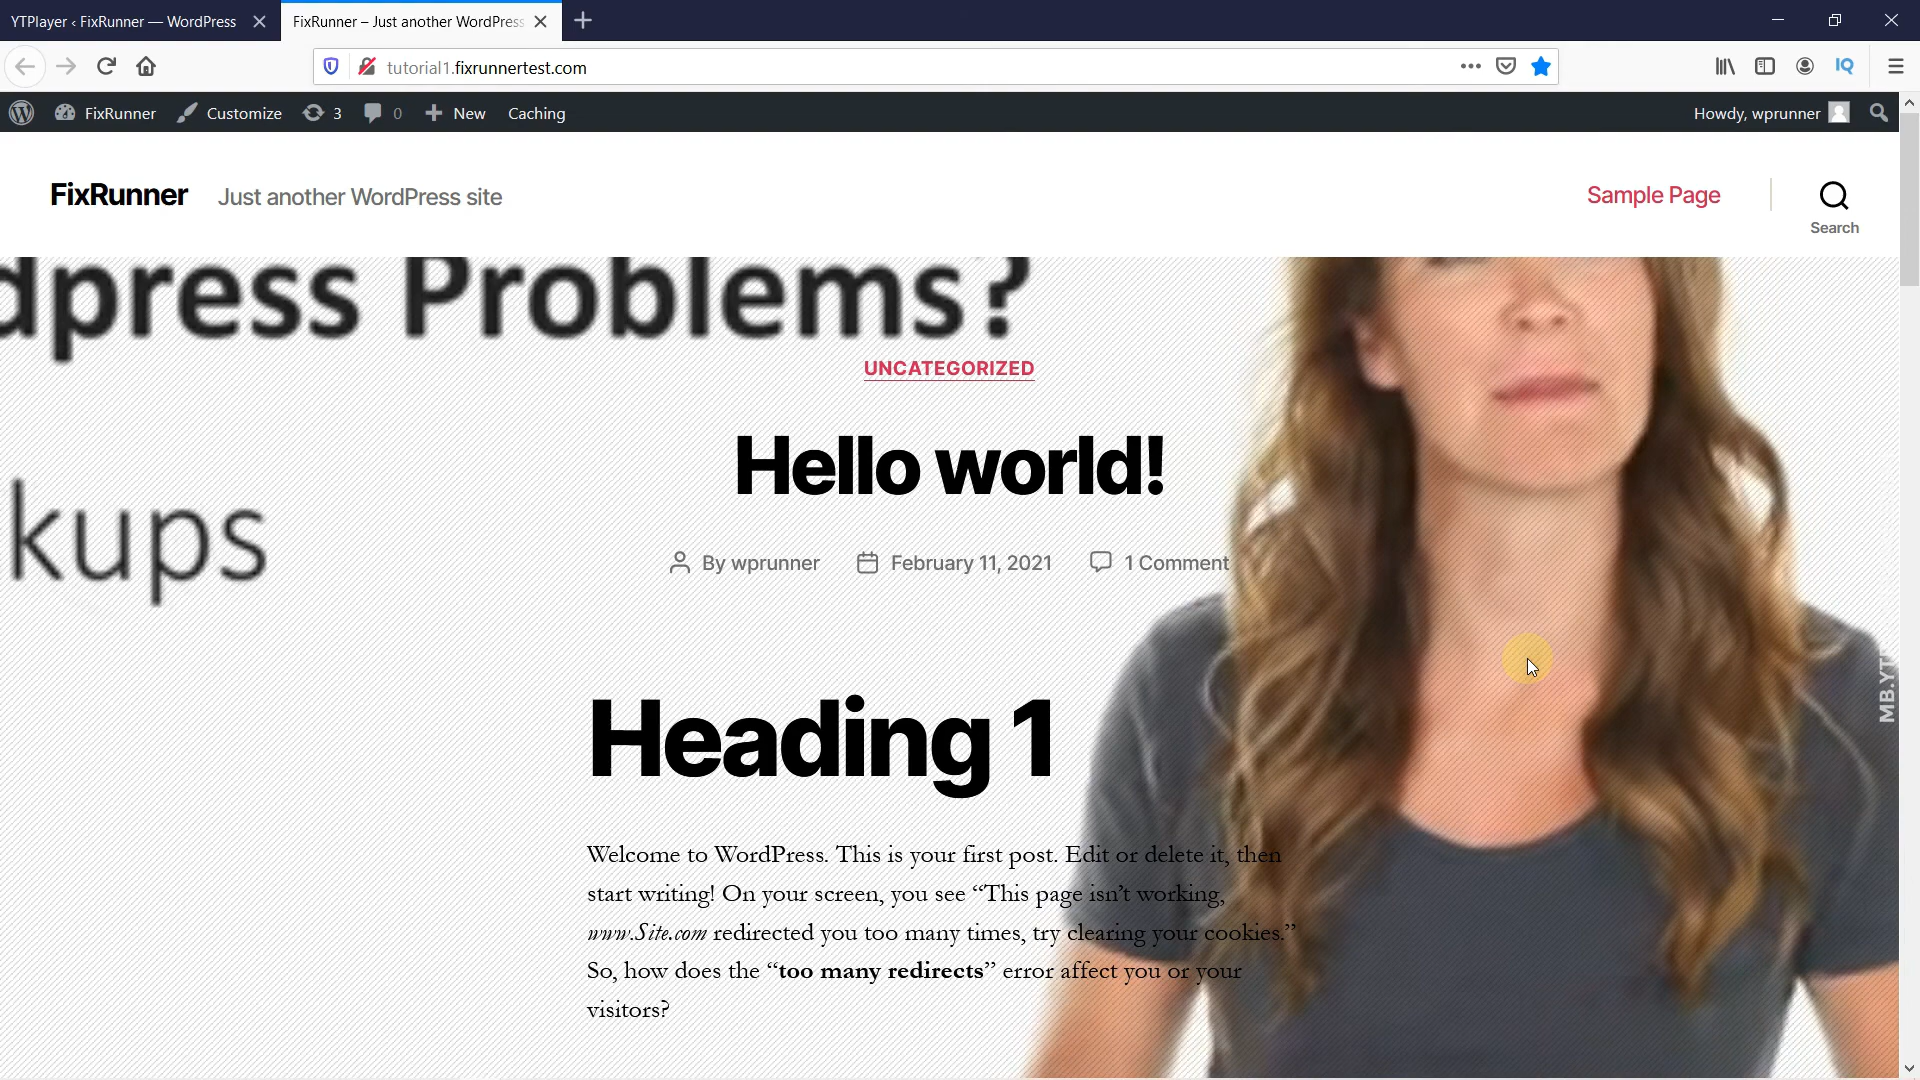 YTPlayer ‹ FixRunner — WordPress
FixRunner – Just another WordPress
tutorial1.fixrunnertest.com
IQ
FixRunner
Customize
3
0
New
Caching
Howdy, wprunner
FixRunner
Just another WordPress site
Sample Page
Search
dpress Problems?
UNCATEGORIZED
Hello world!
kups
By wprunner
February 11, 2021
1 Comment
MB.YT
Heading 1
Welcome to WordPress. This is your first post. Edit or delete it, then
start writing! On your screen, you see “This page isn’t working,
www.Site.com redirected you too many times, try clearing your cookies.”
So, how does the “too many redirects” error affect you or your
visitors?